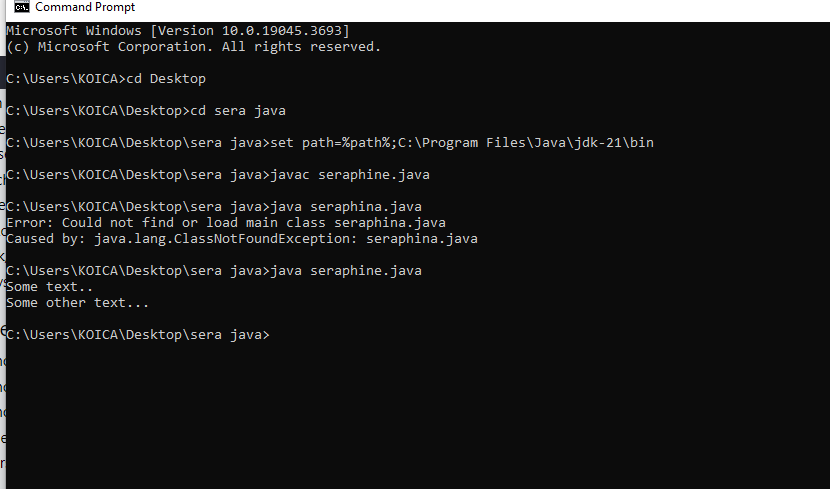 Command Prompt
Microsoft Windows [Version 10.0.19045.3693]
(c) Microsoft Corporation. All rights reserved.
C:\Users\KOICA>cd Desktop
C:\Users\KOICA\Desktop>cd sera java
C:\Users\KOICA\Desktop\sera java>set path=%path%;C:\Program Files\Java\jdk-21\bin
C:\Users\KOICA\Desktop\sera java>javac seraphine.java
C:\Users\KOICA\Desktop\sera java>java seraphina.java
Error: Could not find or load main class seraphina.java
Caused by: java.lang.ClassNotFoundException: seraphina.java
C:\Users\KOICA\Desktop\sera java>java seraphine.java
Some text..
Some other text...
C:\Users\KOICA\Desktop\sera java>